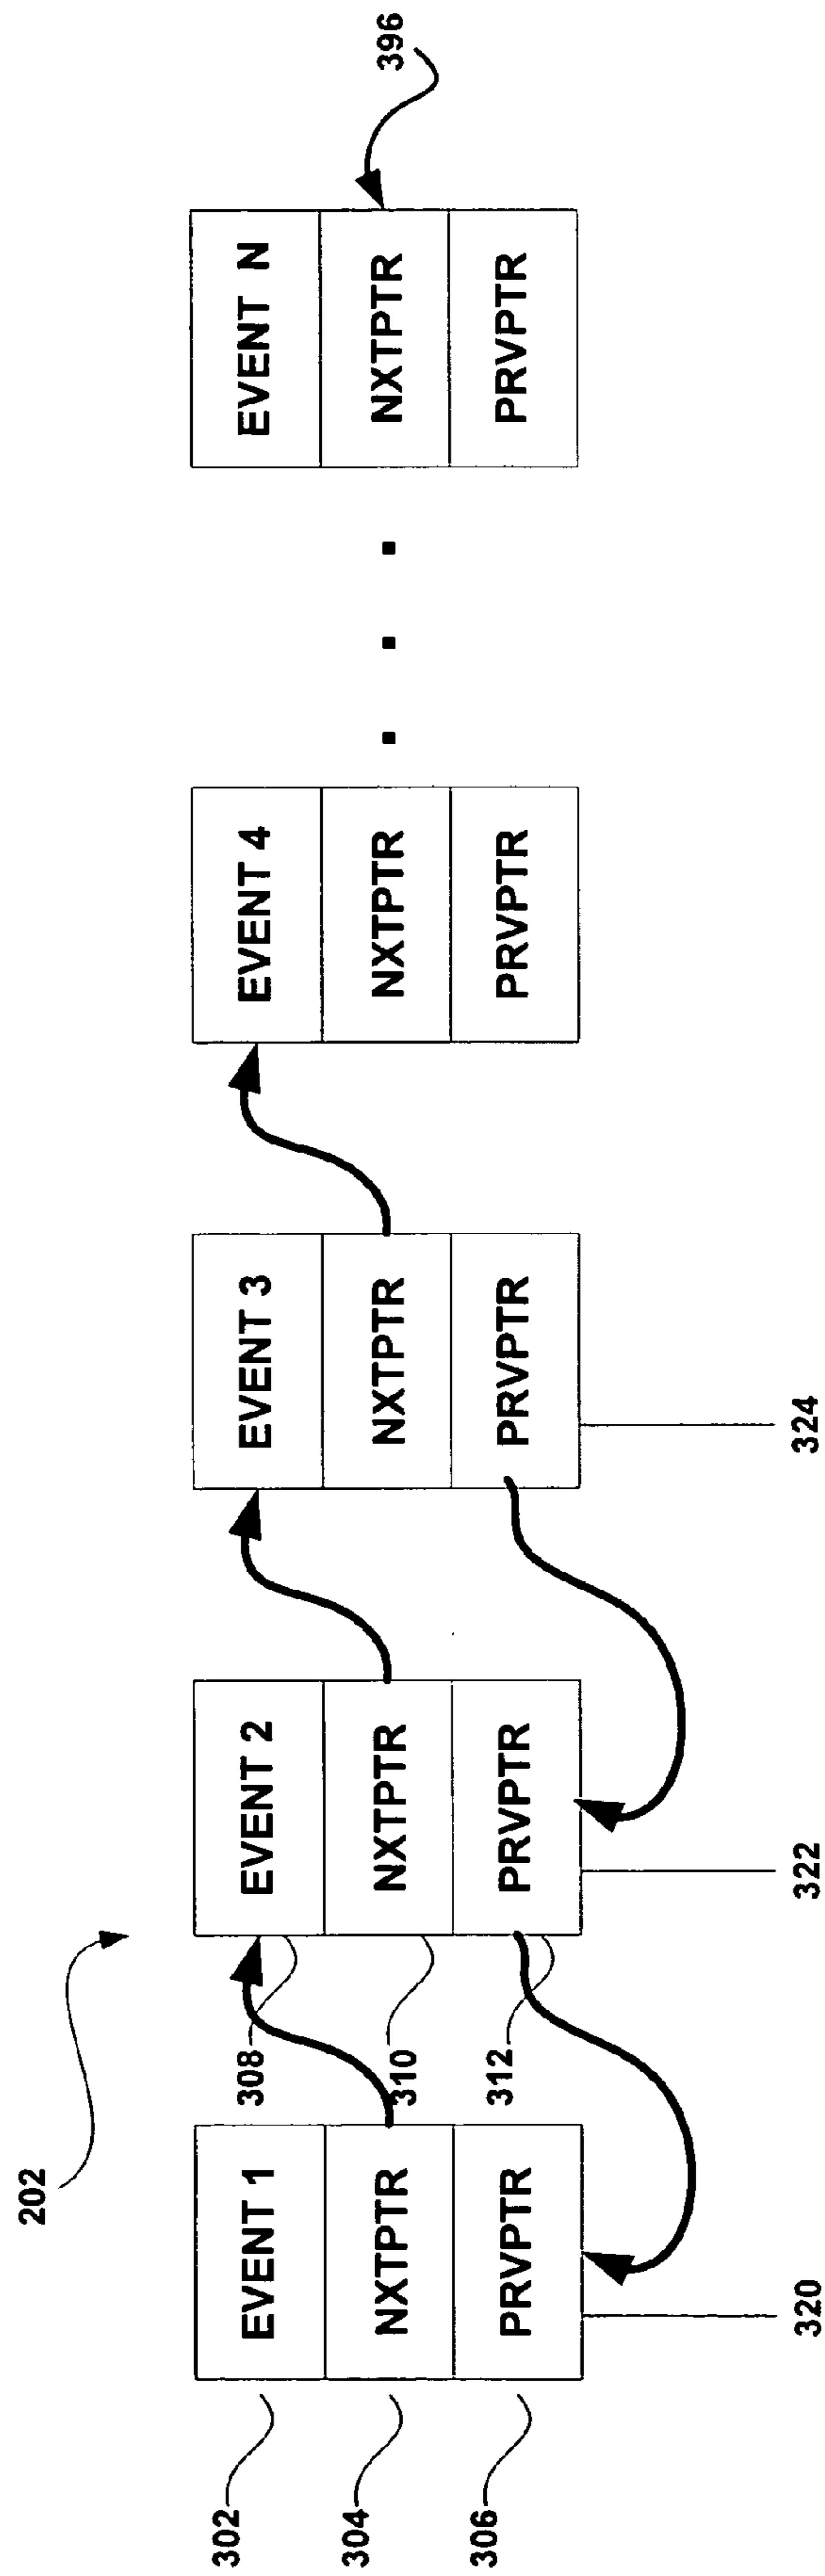 202
396
EVENT 1
NXTPTR
PRVPTR
EVENT 2
NXTPTR
PRVPTR
EVENT 3
NXTPTR
PRVPTR
EVENT 4
NXTPTR
PRVPTR
EVENT N
NXTPTR
PRVPTR
302
304
306
308
310
312
320
322
324